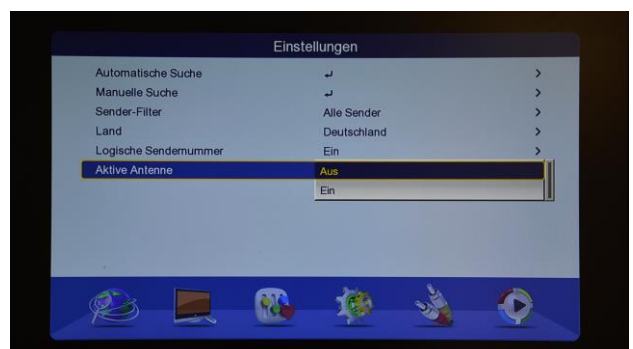 Einstellungen
Automatische Suche
Manuelle Suche
Sender-Filter Alle Sender
Land Deutschland
Logische Sendernummer Ein
Aktive Antenne Aus
Ein